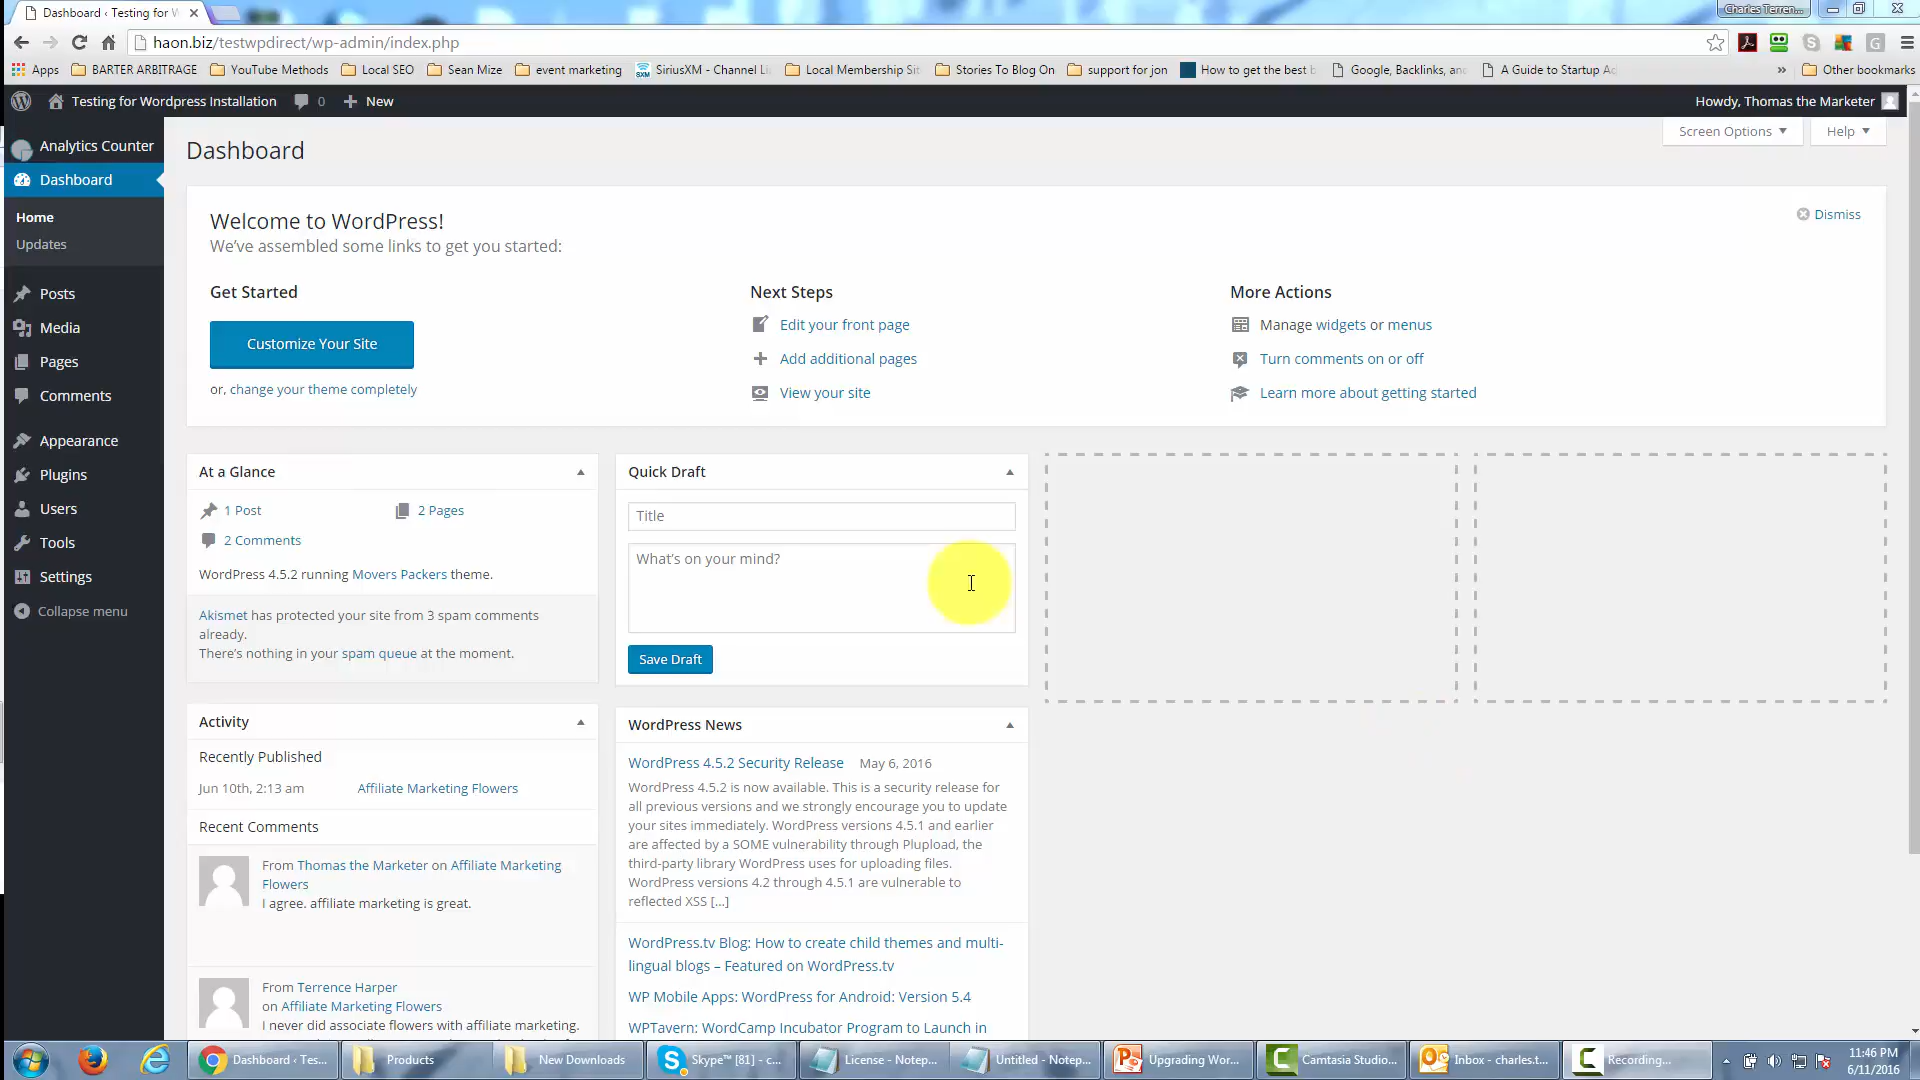 Dashboard ‹ Testing for W
Charles Terren...
haon.biz/testwpdirect/wp-admin/index.php
Apps
BARTER ARBITRAGE
YouTube Methods
Local SEO
Sean Mize
event marketing
SiriusXM - Channel Li
Local Membership Sit
Stories To Blog On
support for jon
How to get the best b
Google, Backlinks, and
A Guide to Startup Ac
»
Other bookmarks
Testing for Wordpress Installation
0
New
Howdy, Thomas the Marketer
Screen Options
Help
Analytics Counter
Dashboard
Home
Updates
Posts
Media
Pages
Comments
Appearance
Plugins
Users
Tools
Settings
Collapse menu
Dashboard
Welcome to WordPress!
We've assembled some links to get you started:
Dismiss
Get Started
Customize Your Site
or, change your theme completely
Next Steps
Edit your front page
Add additional pages
View your site
More Actions
Manage widgets or menus
Turn comments on or off
Learn more about getting started
At a Glance
1 Post
2 Pages
2 Comments
WordPress 4.5.2 running Movers Packers theme.
Akismet has protected your site from 3 spam comments
already.
There's nothing in your spam queue at the moment.
Activity
Recently Published
Jun 10th, 2:13 am
Affiliate Marketing Flowers
Recent Comments
From Thomas the Marketer on Affiliate Marketing
Flowers
I agree. affiliate marketing is great.
From Terrence Harper
on Affiliate Marketing Flowers
I never did associate flowers with affiliate marketing.
Quick Draft
Title
What's on your mind?
Save Draft
WordPress News
WordPress 4.5.2 Security Release May 6, 2016
WordPress 4.5.2 is now available. This is a security release for
all previous versions and we strongly encourage you to update
your sites immediately. WordPress versions 4.5.1 and earlier
are affected by a SOME vulnerability through Plupload, the
third-party library WordPress uses for uploading files.
WordPress versions 4.2 through 4.5.1 are vulnerable to
reflected XSS […]
WordPress.tv Blog: How to create child themes and multi-
lingual blogs – Featured on WordPress.tv
WP Mobile Apps: WordPress for Android: Version 5.4
WPTavern: WordCamp Incubator Program to Launch in
Dashboard ‹ Tes...
Products
New Downloads
Skype™ [81] - c...
License - Notep...
Untitled - Notep...
Upgrading Wor...
Camtasia Studio...
Inbox - charles.t...
Recording...
11:46 PM
6/11/2016